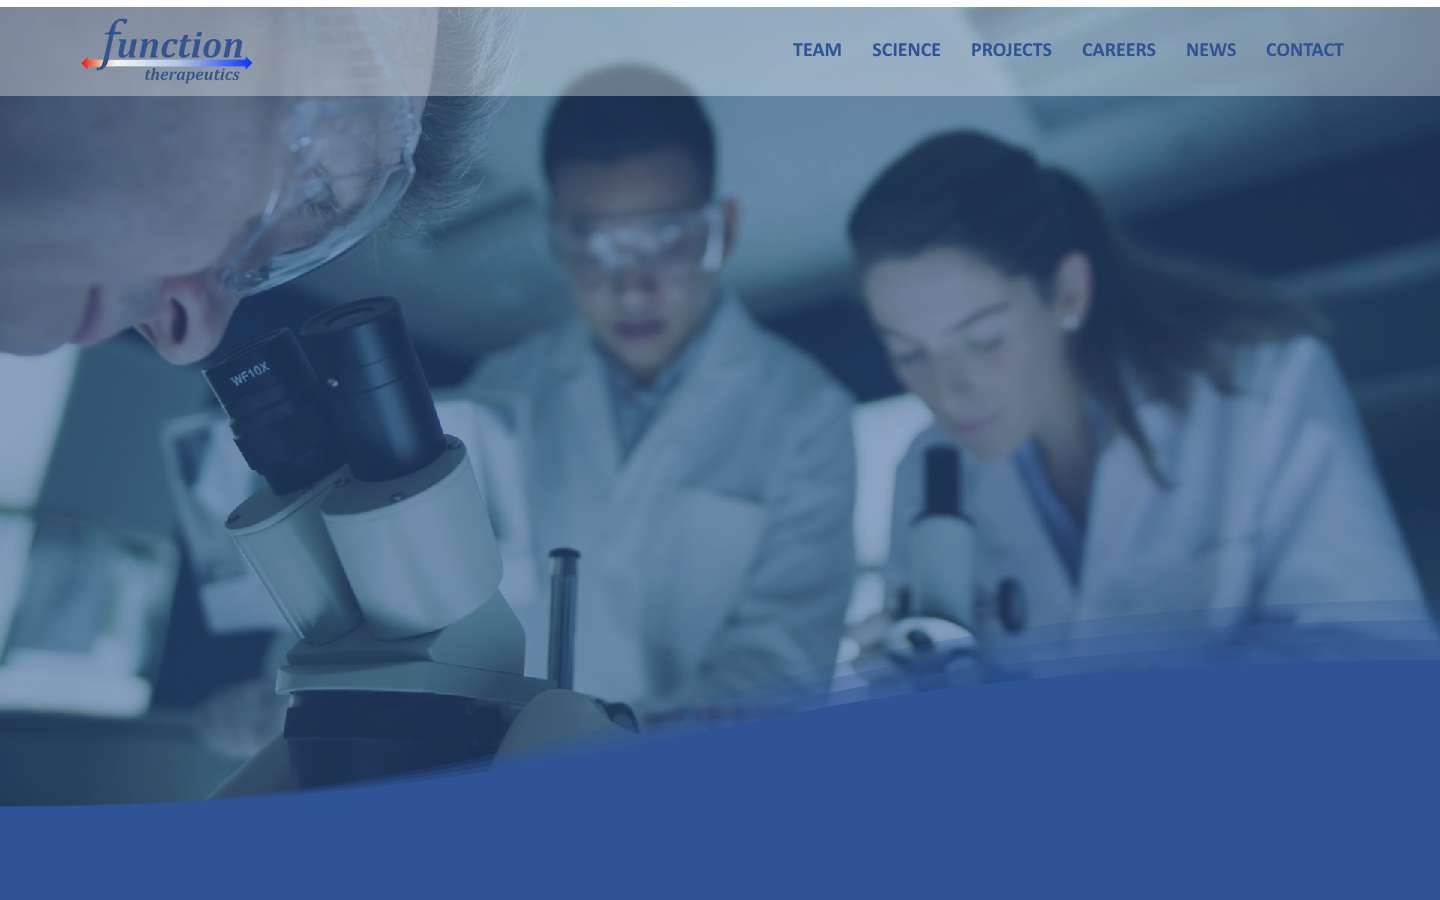 function
therapeutics
TEAM SCIENCE PROJECTS CAREERS NEWS CONTACT
WF10X